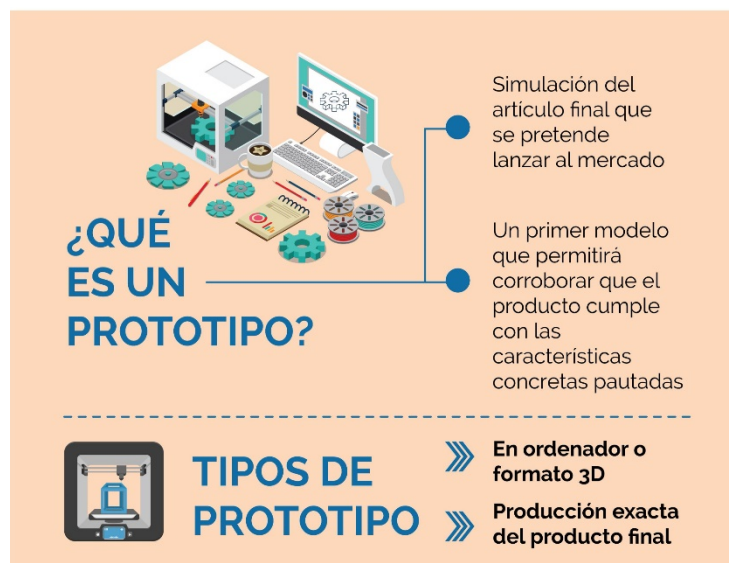 ¿QUÉ
ES UN
PROTOTIPO?
Simulación del
artículo final que
se pretende
lanzar al mercado
Un primer modelo
que permitirá
corroborar que el
producto cumple
con las
características
concretas pautadas
TIPOS DE
PROTOTIPO
En ordenador o
formato 3D
Producción exacta
del producto final